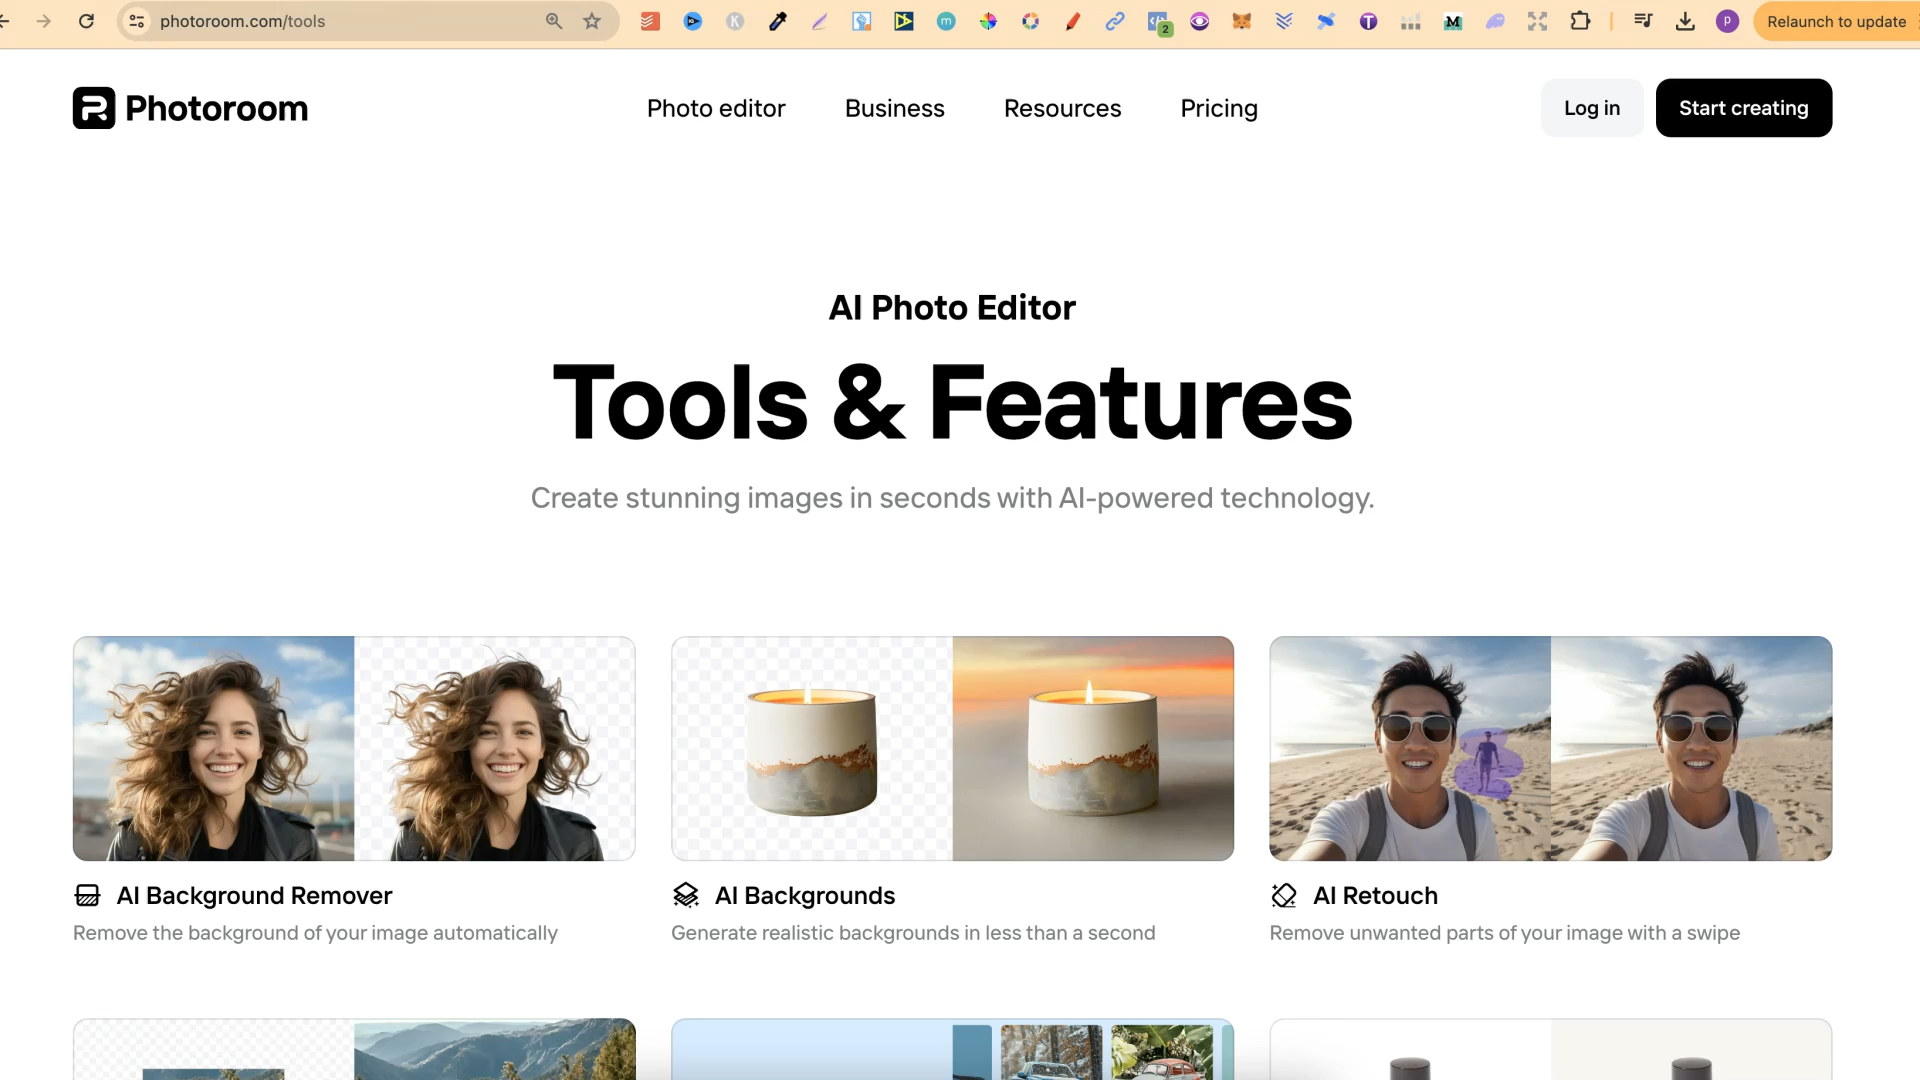 photoroom.com/tools
2
p
Relaunch to update
Photoroom
Photo editor
Business
Resources
Pricing
Log in
Start creating
AI Photo Editor
Tools & Features
Create stunning images in seconds with AI-powered technology.
AI Background Remover
Remove the background of your image automatically
AI Backgrounds
Generate realistic backgrounds in less than a second
AI Retouch
Remove unwanted parts of your image with a swipe